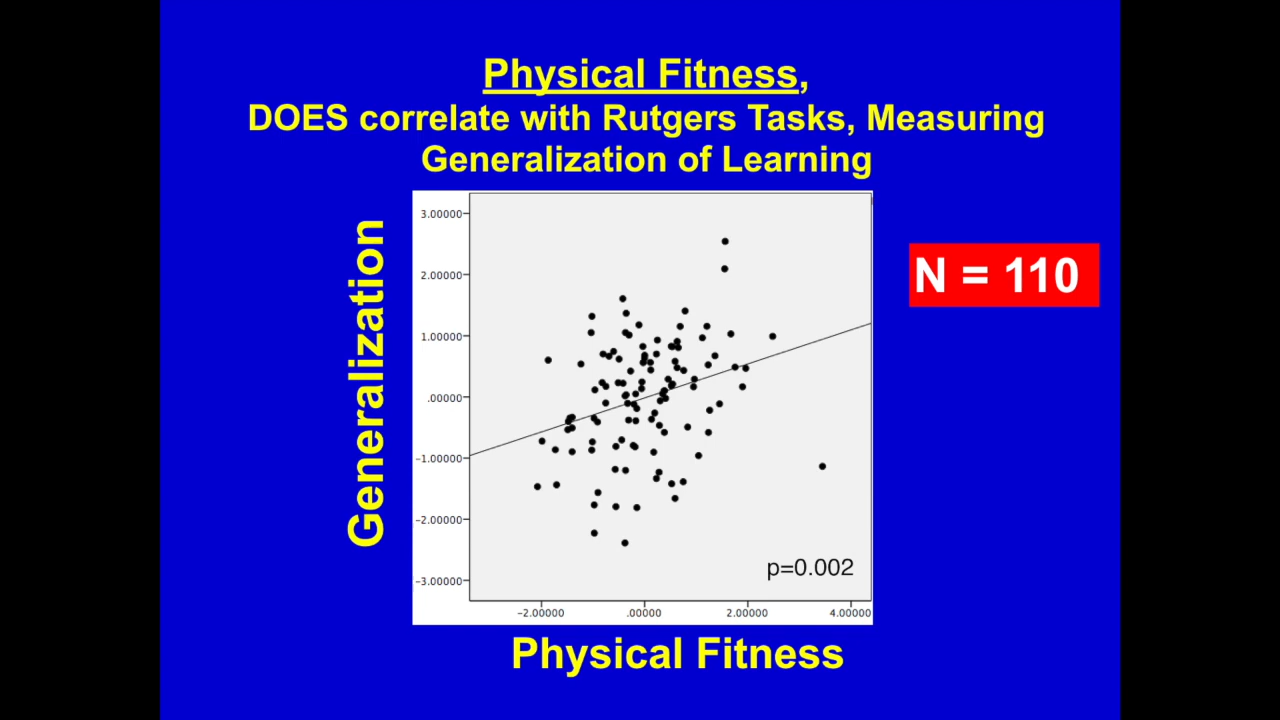 Physical Fitness,
DOES correlate with Rutgers Tasks, Measuring
Generalization of Learning
Generalization
3.00000
2.00000
1.00000
.00000
-1.00000
-2.00000
-3.00000
N = 110
p=0.002
-2.00000 .00000 2.00000 4.00000
Physical Fitness